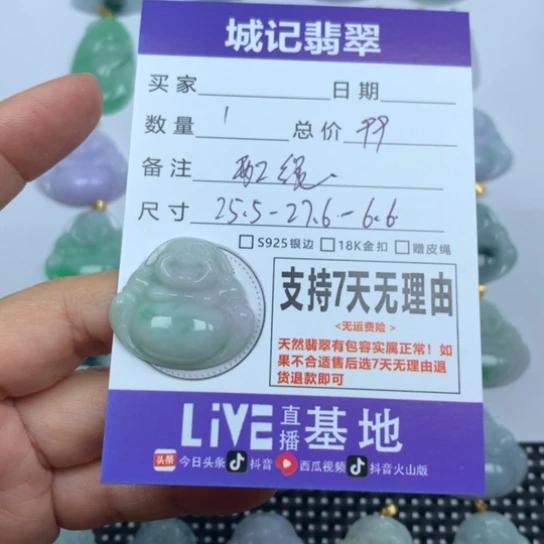 城记翡翠
买家 日期
数量 1 总价 99
备注 配绳
尺寸 25.5-27.6-6.6
□S925银边 □18K金扣 □赠皮绳
支持7天无理由
<无运费险>
天然翡翠有包容实属正常！如
果不合适售后选7天无理由退
货退款即可
LiVE 直播 基地
头条 今日头条 抖音 西瓜视频 抖音火山版